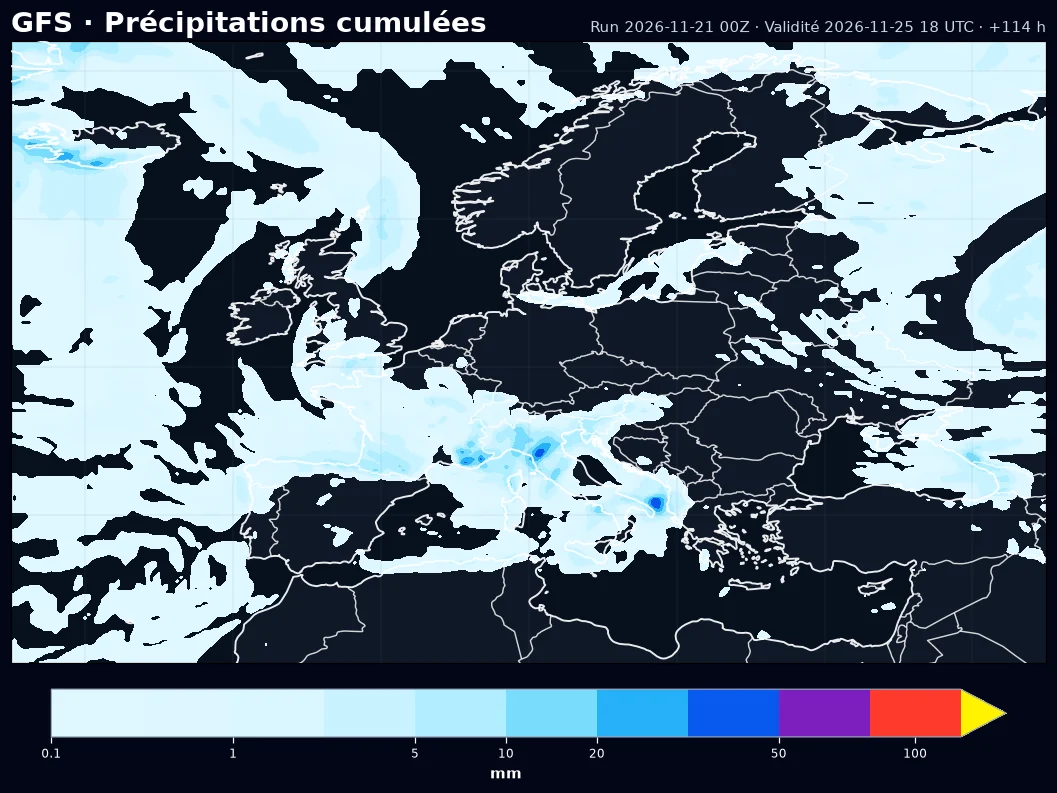 GFS · Précipitations cumulées
Run 2026-11-21 00Z · Validité 2026-11-25 18 UTC · +114 h
0.1 1 5 10 20 50 100
mm